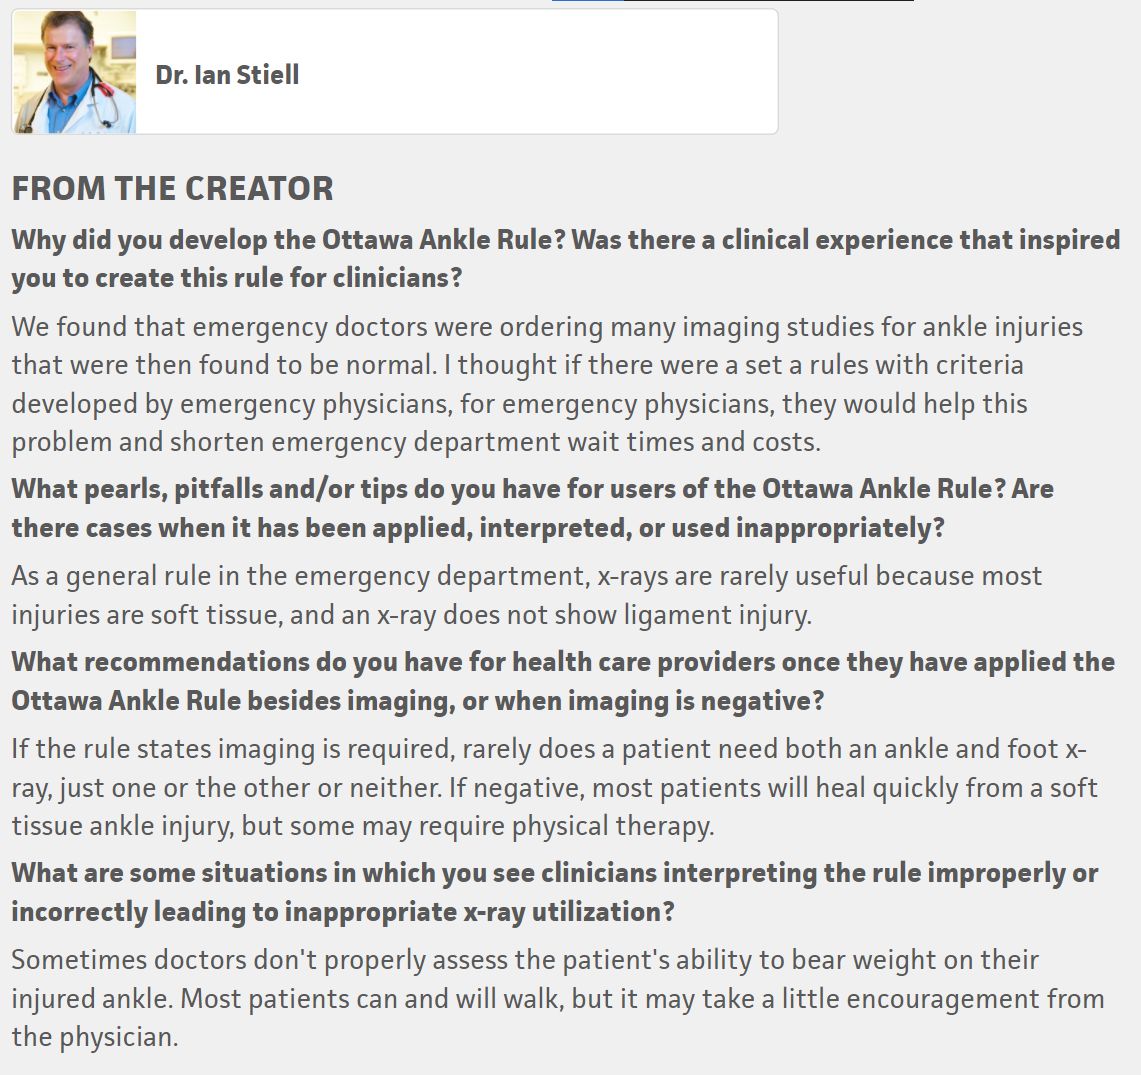 Dr. Ian Stiell
FROM THE CREATOR
Why did you develop the Ottawa Ankle Rule? Was there a clinical experience that inspired
you to create this rule for clinicians?
We found that emergency doctors were ordering many imaging studies for ankle injuries
that were then found to be normal. I thought if there were a set a rules with criteria
developed by emergency physicians, for emergency physicians, they would help this
problem and shorten emergency department wait times and costs.
What pearls, pitfalls and/or tips do you have for users of the Ottawa Ankle Rule? Are
there cases when it has been applied, interpreted, or used inappropriately?
As a general rule in the emergency department, x-rays are rarely useful because most
injuries are soft tissue, and an x-ray does not show ligament injury.
What recommendations do you have for health care providers once they have applied the
Ottawa Ankle Rule besides imaging, or when imaging is negative?
If the rule states imaging is required, rarely does a patient need both an ankle and foot x-
ray, just one or the other or neither. If negative, most patients will heal quickly from a soft
tissue ankle injury, but some may require physical therapy.
What are some situations in which you see clinicians interpreting the rule improperly or
incorrectly leading to inappropriate x-ray utilization?
Sometimes doctors don't properly assess the patient's ability to bear weight on their
injured ankle. Most patients can and will walk, but it may take a little encouragement from
the physician.